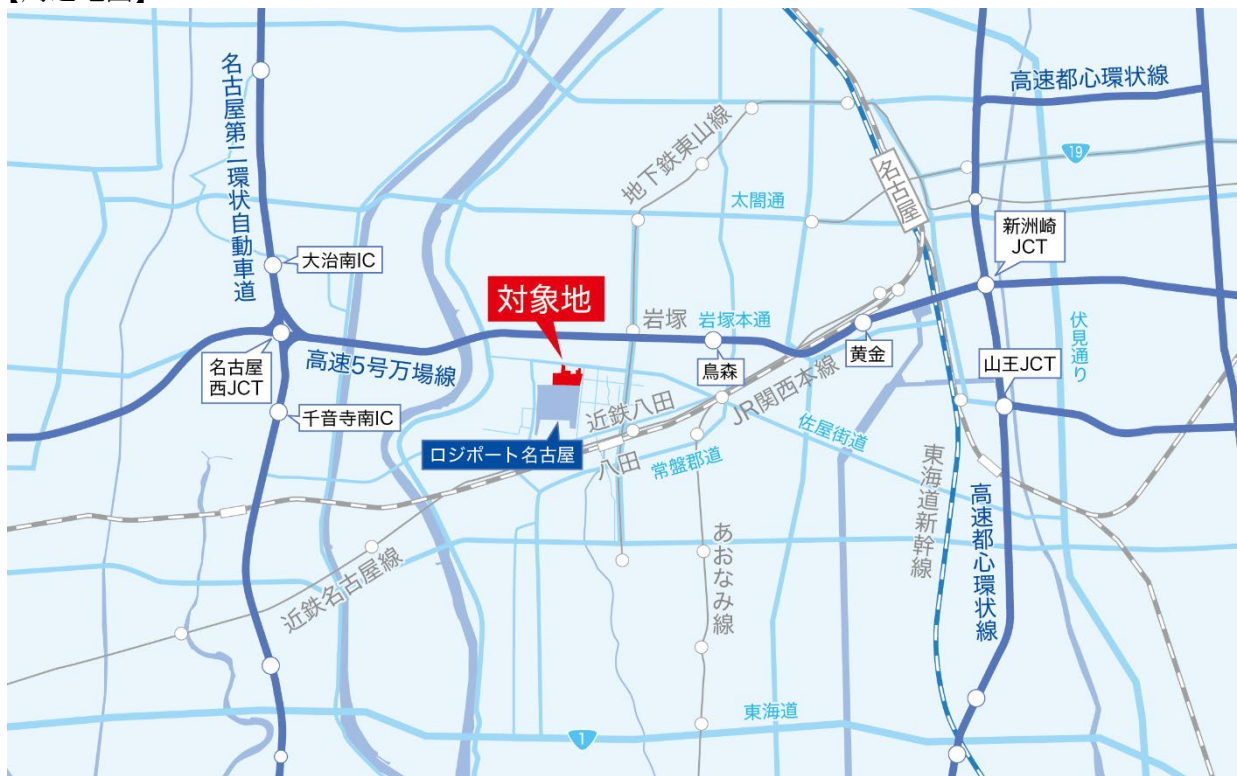 名古屋第二環状自動車道
高速都心環状線
地下鉄東山線
19
名古屋
太閤通
新洲崎
JCT
大治南IC
対象地
岩塚
岩塚本通
伏見通り
名古屋
西JCT
高速5号万場線
烏森
黄金
山王JCT
千音寺南IC
近鉄八田
JR関西本線
佐屋街道
ロジポート名古屋
八田
常盤郡道
東海道新幹線
高速都心環状線
あおなみ線
近鉄名古屋線
東海道
1